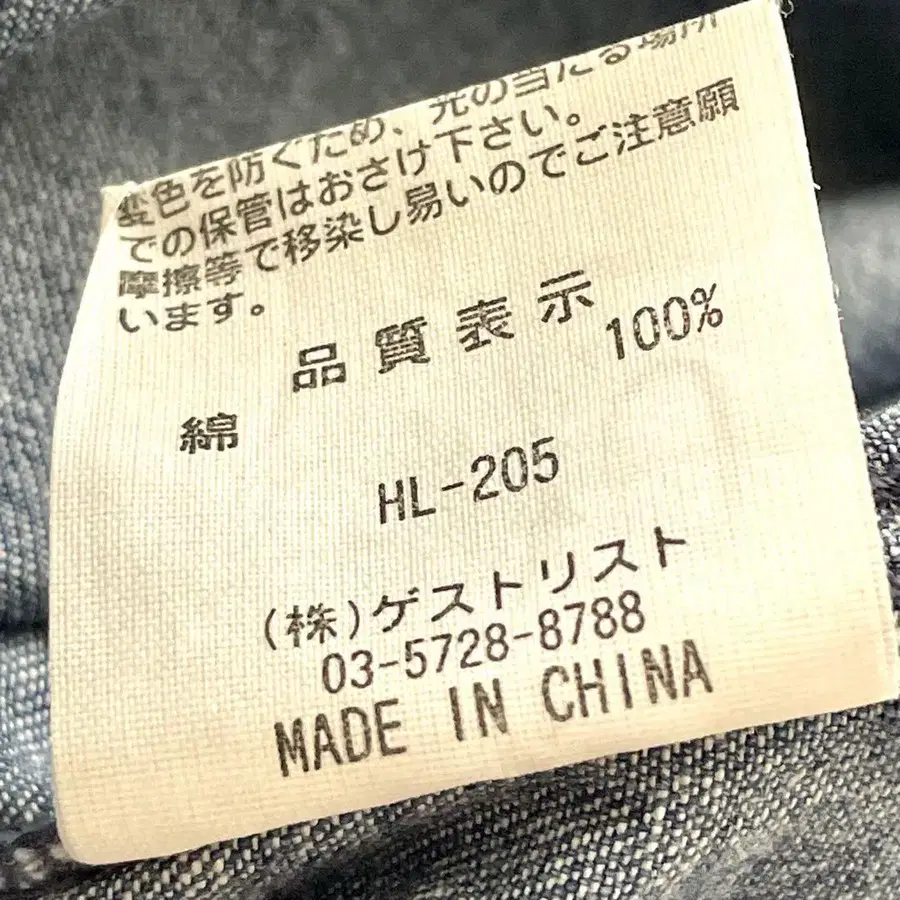 変色を防ぐため、光の当たる場所
での保管はおさけ下さい。
摩擦等で移染し易いのでご注意願
います。
品質表示
綿 100%
HL-205
(株)ゲストリスト
03-5728-8788
MADE IN CHINA